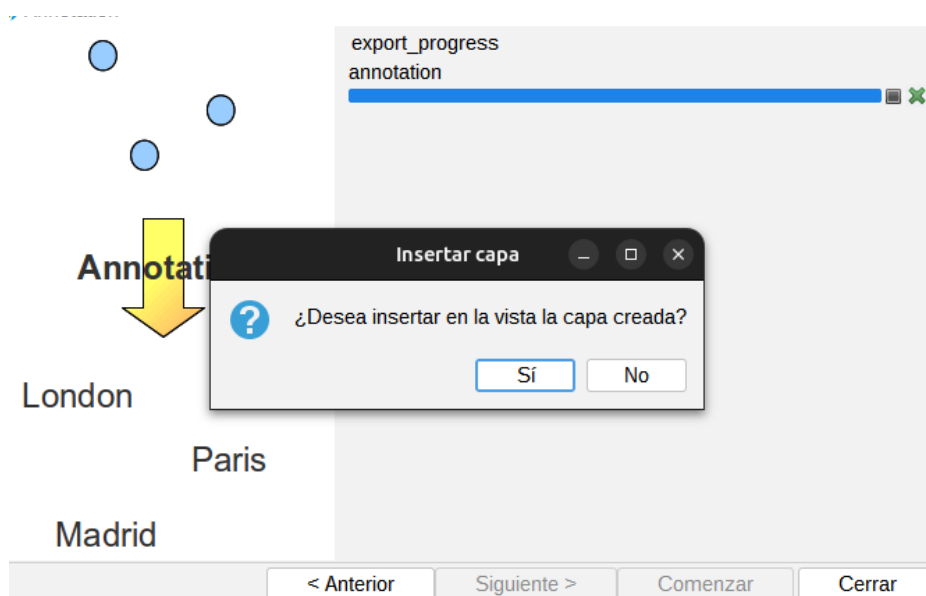 export_progress
annotation
Insertar capa
¿Desea insertar en la vista la capa creada?
Sí
No
London
Paris
Madrid
< Anterior
Siguiente >
Comenzar
Cerrar